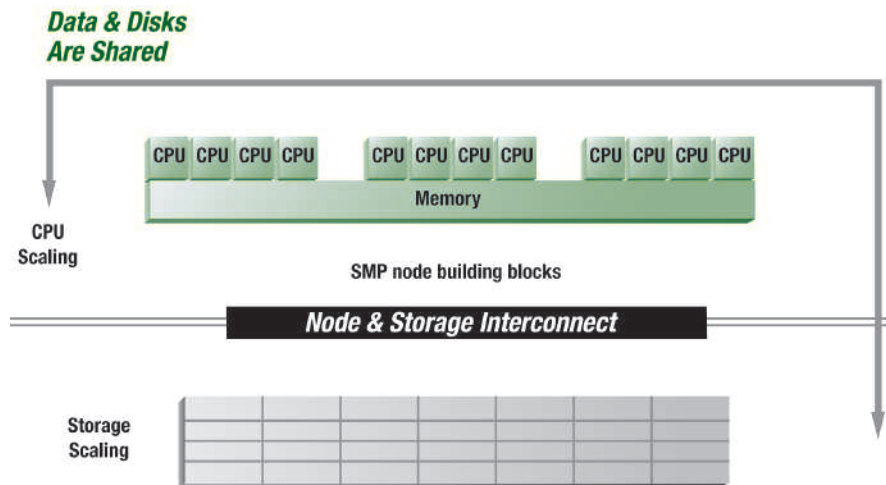 Data & Disks
Are Shared
CPU CPU CPU CPU CPU CPU CPU CPU CPU CPU CPU CPU
Memory
CPU
Scaling
SMP node building blocks
Node & Storage Interconnect
Storage
Scaling